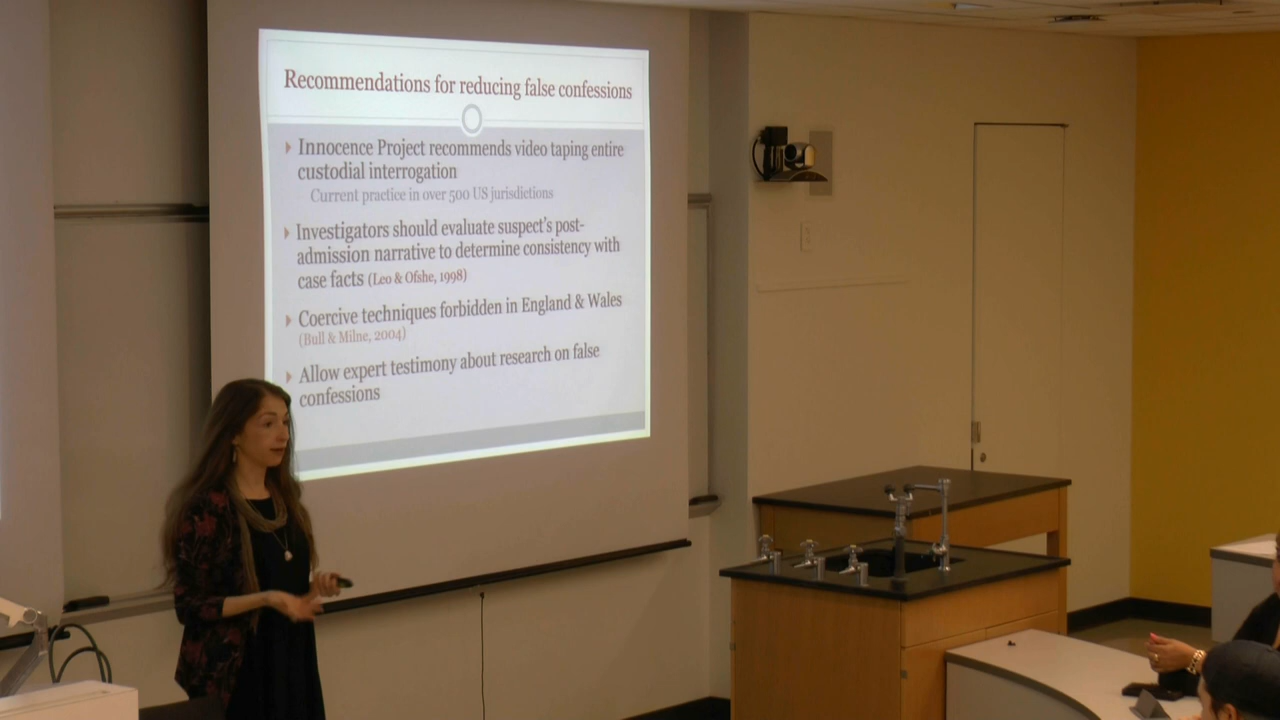 Recommendations for reducing false confessions
Innocence Project recommends video taping entire
custodial interrogation
Current practice in over 500 US jurisdictions
Investigators should evaluate suspect's post-
admission narrative to determine consistency with
case facts (Leo & Ofshe, 1998)
Coercive techniques forbidden in England & Wales
(Bull & Milne, 2004)
Allow expert testimony about research on false
confessions